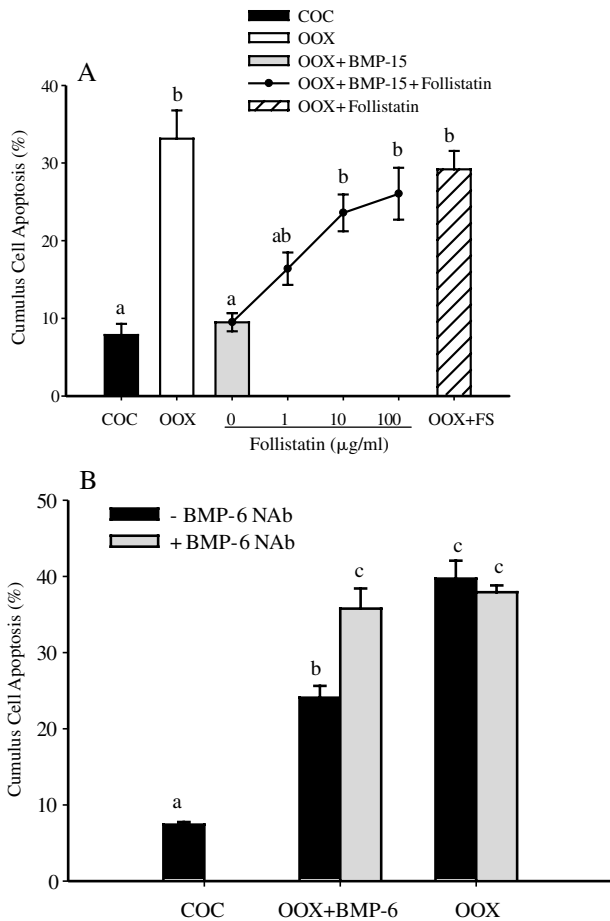 COC
OOX
OOX+BMP-15
OOX+BMP-15+Follistatin
OOX+Follistatin
A
Cumulus Cell Apoptosis (%)
40
30
20
10
0
a
b
a
ab
b
b
b
COC OOX 0 1 10 100 OOX+FS
Follistatin (μg/ml)
B
- BMP-6 NAb
+ BMP-6 NAb
Cumulus Cell Apoptosis (%)
50
40
30
20
10
0
a
b
c
c
c
COC OOX+BMP-6 OOX